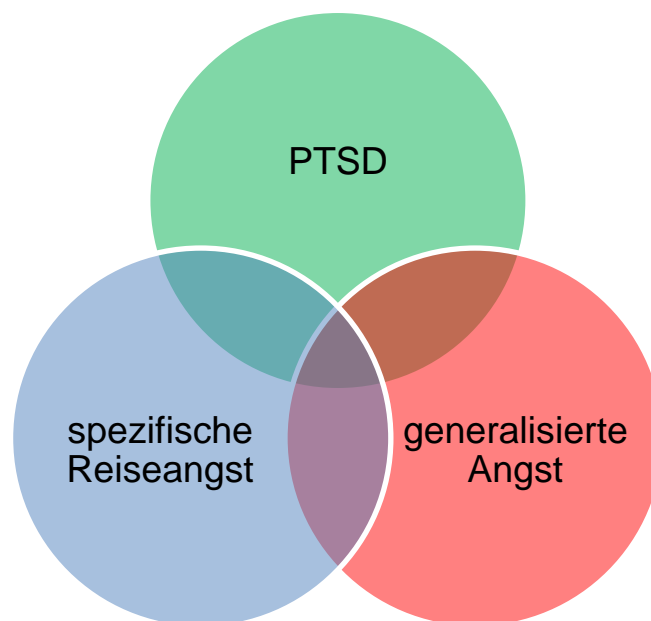 PTSD
spezifische
Reiseangst
generalisierte
Angst